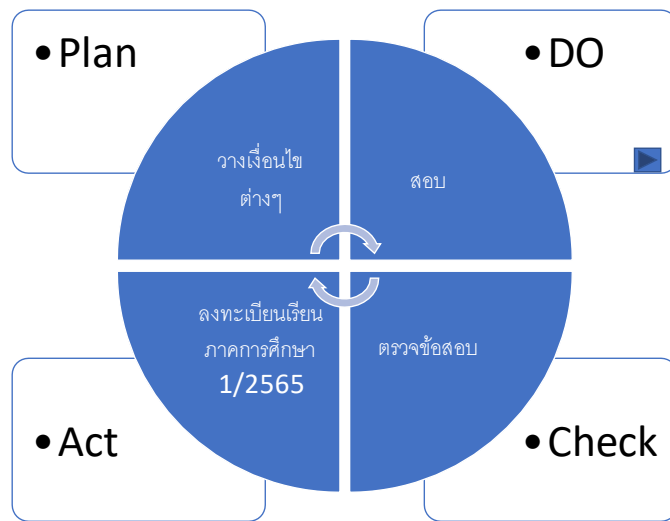 •Plan
•DO
วางเงื่อนไข
ต่างๆ
สอบ
ลงทะเบียนเรียน
ภาคการศึกษา
1/2565
ตรวจข้อสอบ
•Act
•Check